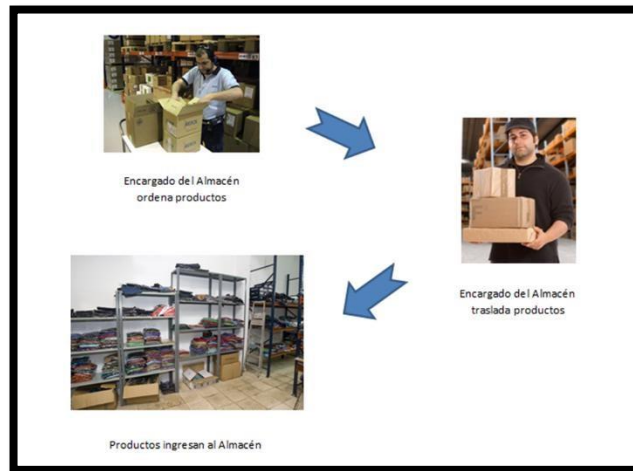 Encargado del Almacén
ordena productos
Encargado del Almacén
traslada productos
Productos ingresan al Almacén